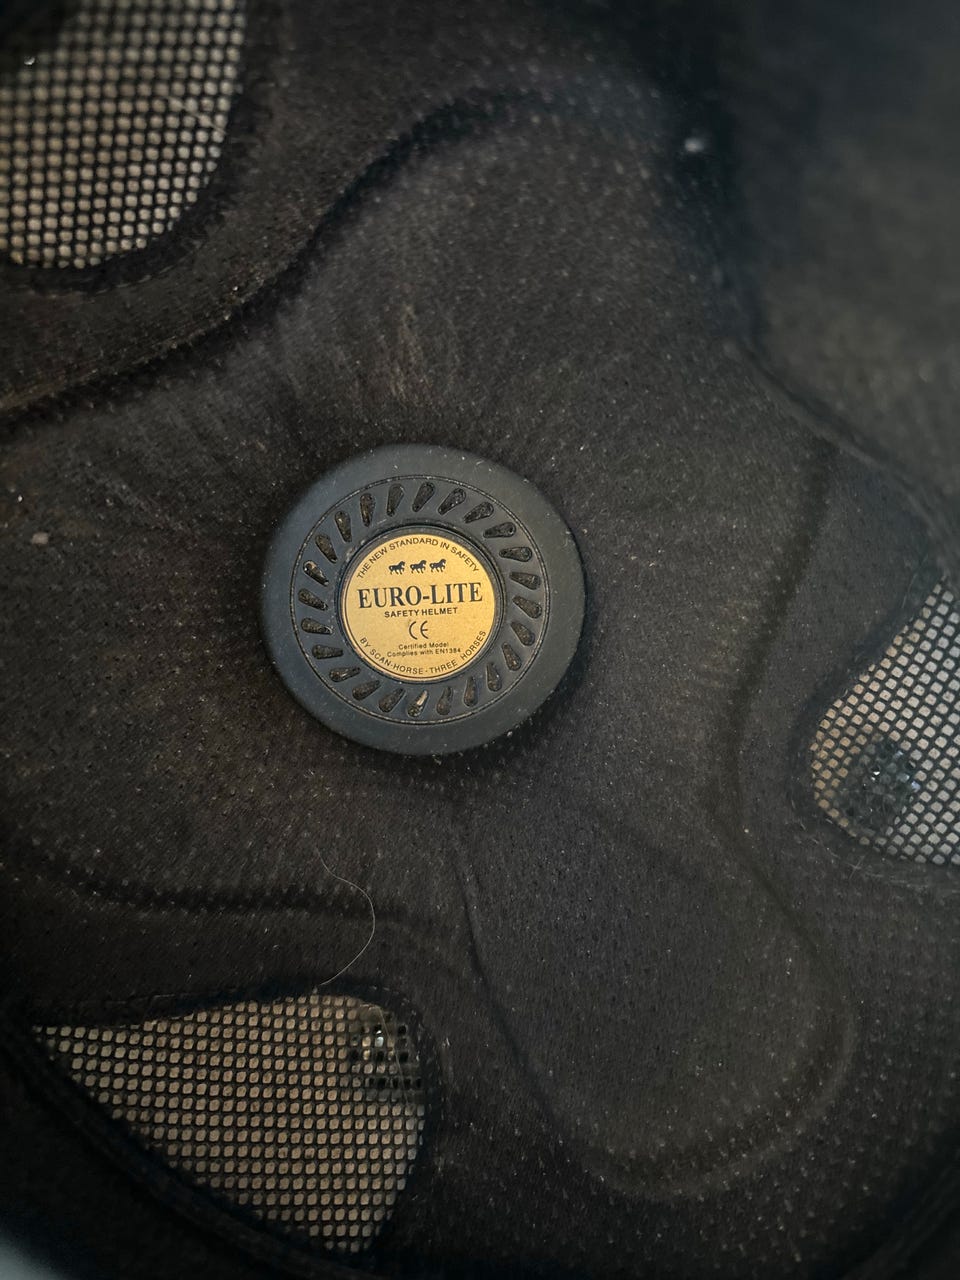 THE NEW STANDARD IN SAFETY
EURO-LITE
SAFETY HELMET
CE
Certified Model
Complies with EN1384
BY SCAN-HORSE-THREE HORSES